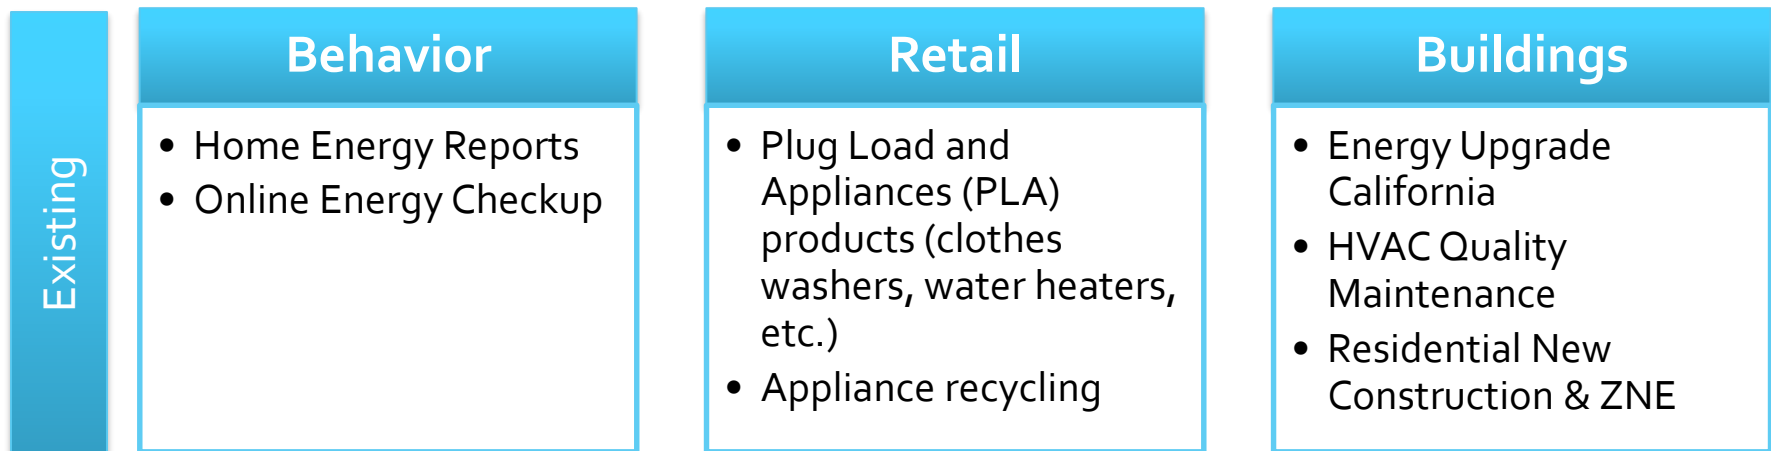 Existing
Behavior
• Home Energy Reports
• Online Energy Checkup
Retail
• Plug Load and
Appliances (PLA)
products (clothes
washers, water heaters,
etc.)
• Appliance recycling
Buildings
• Energy Upgrade
California
• HVAC Quality
Maintenance
• Residential New
Construction & ZNE